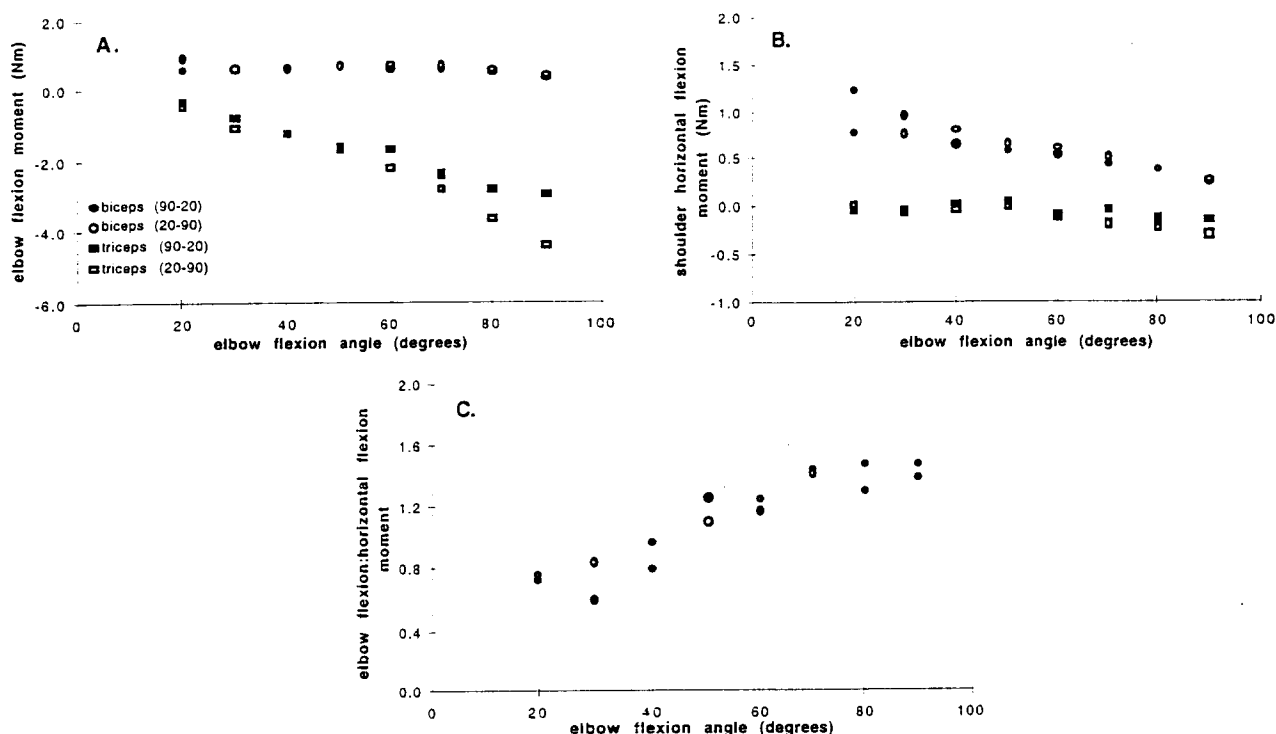 A.
elbow flexion moment (Nm)
2.0
0.0
-2.0
-4.0
-6.0
biceps (90-20)
biceps (20-90)
triceps (90-20)
triceps (20-90)
0
20
40
60
80
100
elbow flexion angle (degrees)
B.
shoulder horizontal flexion
moment (Nm)
2.0
1.5
1.0
0.5
0.0
-0.5
-1.0
0
20
40
60
80
100
elbow flexion angle (degrees)
C.
elbow flexion:horizontal flexion
moment
2.0
1.6
1.2
0.8
0.4
0.0
0
20
40
60
80
100
elbow flexion angle (degrees)